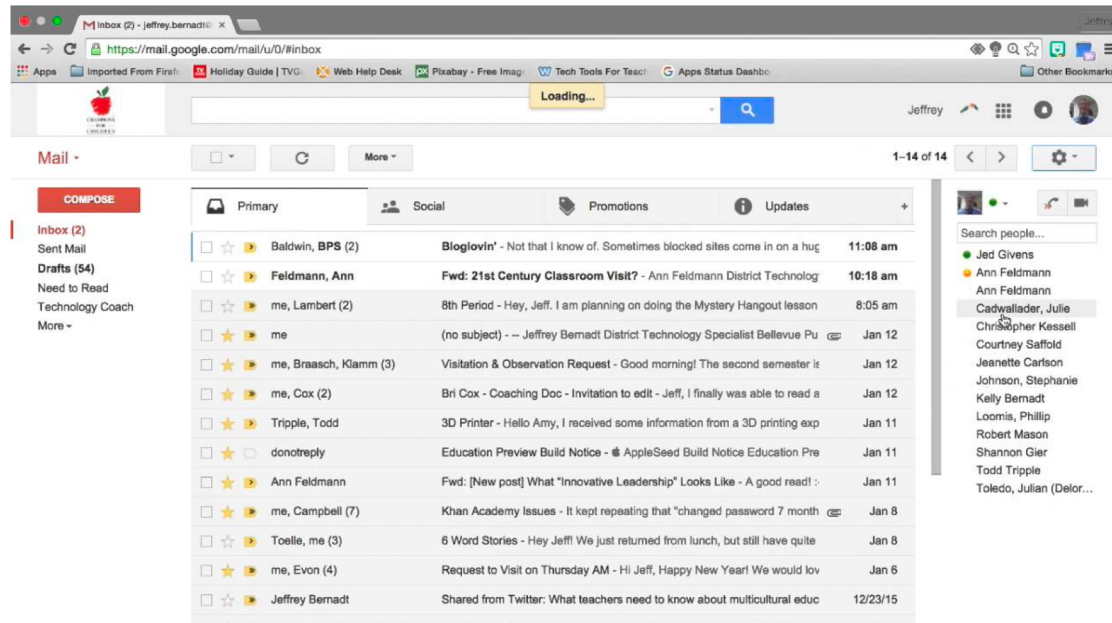 Jeffrey
Inbox (2) - jeffrey.bernadt@ ×
https://mail.google.com/mail/u/0/#inbox
Apps Imported From Firefo Holiday Guide | TVG Web Help Desk Pixabay - Free Imag Tech Tools For Teach Apps Status Dashbo Other Bookmarks
Loading...
CHAMPIONS
FOR
CHILDREN
Jeffrey
Mail
More
1–14 of 14
COMPOSE
Inbox (2)
Sent Mail
Drafts (54)
Need to Read
Technology Coach
More
Primary Social Promotions Updates +
Baldwin, BPS (2) Bloglovin' - Not that I know of. Sometimes blocked sites come in on a hug 11:08 am
Feldmann, Ann Fwd: 21st Century Classroom Visit? - Ann Feldmann District Technolog 10:18 am
me, Lambert (2) 8th Period - Hey, Jeff. I am planning on doing the Mystery Hangout lesson 8:05 am
me (no subject) - -- Jeffrey Bernadt District Technology Specialist Bellevue Pu Jan 12
me, Braasch, Klamm (3) Visitation & Observation Request - Good morning! The second semester is Jan 12
me, Cox (2) Bri Cox - Coaching Doc - Invitation to edit - Jeff, I finally was able to read a Jan 12
Tripple, Todd 3D Printer - Hello Amy, I received some information from a 3D printing exp Jan 11
donotreply Education Preview Build Notice - AppleSeed Build Notice Education Pre Jan 11
Ann Feldmann Fwd: [New post] What "Innovative Leadership" Looks Like - A good read! :- Jan 11
me, Campbell (7) Khan Academy Issues - It kept repeating that "changed password 7 month Jan 8
Toelle, me (3) 6 Word Stories - Hey Jeff! We just returned from lunch, but still have quite Jan 8
me, Evon (4) Request to Visit on Thursday AM - Hi Jeff, Happy New Year! We would lov Jan 6
Jeffrey Bernadt Shared from Twitter: What teachers need to know about multicultural educ 12/23/15
Search people...
Jed Givens
Ann Feldmann
Ann Feldmann
Cadwallader, Julie
Christopher Kessell
Courtney Saffold
Jeanette Carlson
Johnson, Stephanie
Kelly Bernadt
Loomis, Phillip
Robert Mason
Shannon Gier
Todd Tripple
Toledo, Julian (Delor...